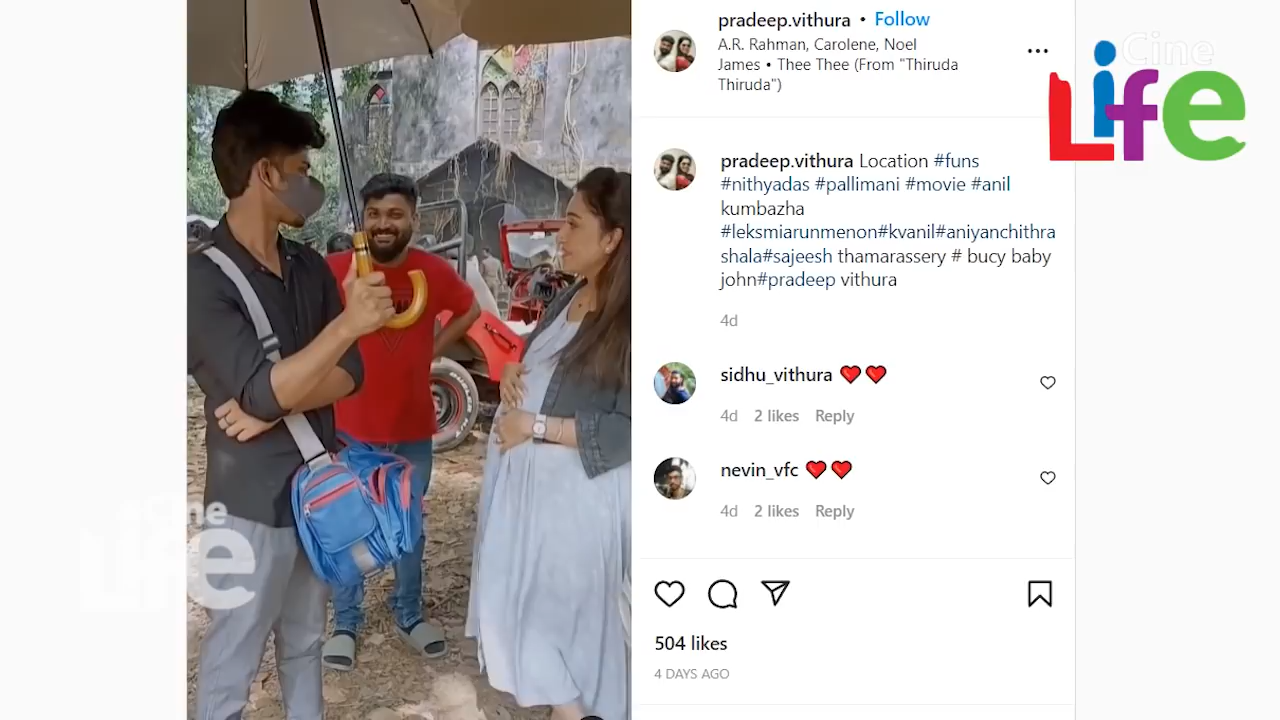 pradeep.vithura • Follow
A.R. Rahman, Carolene, Noel
James • Thee Thee (From "Thiruda
Thiruda")
Cine
Life
pradeep.vithura Location #funs
#nithyadas #pallimani #movie #anil
kumbazha
#leksmiarunmenon#kvanil#aniyanchithra
shala#sajeesh thamarassery # bucy baby
john#pradeep vithura
4d
sidhu_vithura ❤️❤️
4d 2 likes Reply
nevin_vfc ❤️❤️
4d 2 likes Reply
Cine
Life
504 likes
4 DAYS AGO